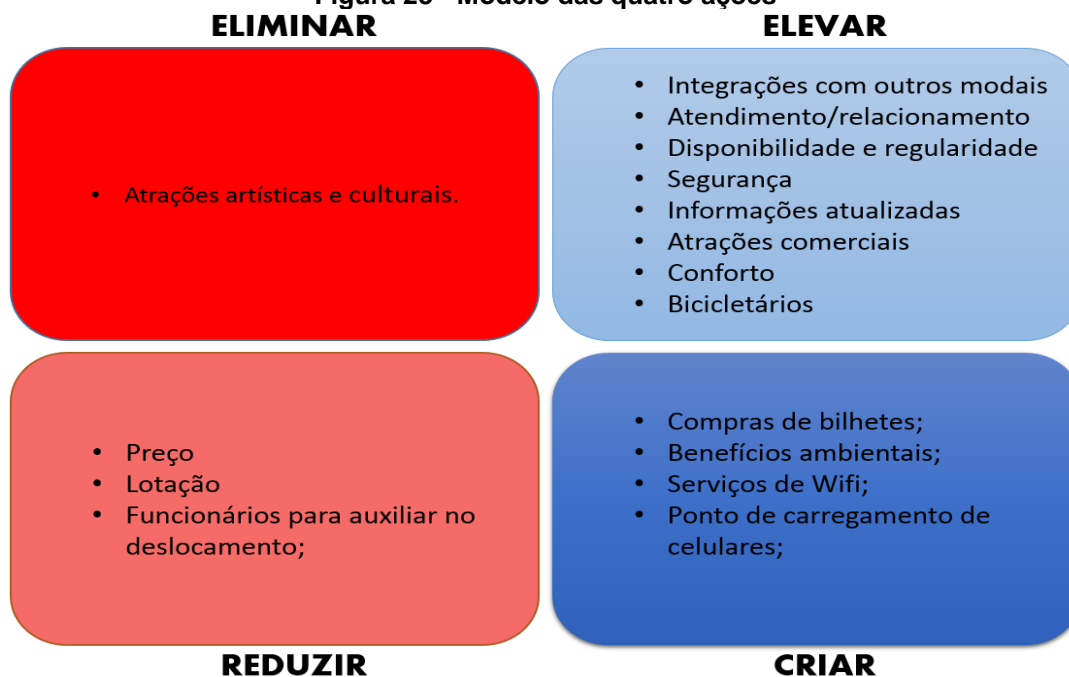 ELIMINAR
• Atrações artísticas e culturais.
ELEVAR
• Integrações com outros modais
• Atendimento/relacionamento
• Disponibilidade e regularidade
• Segurança
• Informações atualizadas
• Atrações comerciais
• Conforto
• Bicicletários
• Preço
• Lotação
• Funcionários para auxiliar no
deslocamento;
REDUZIR
• Compras de bilhetes;
• Benefícios ambientais;
• Serviços de Wifi;
• Ponto de carregamento de
celulares;
CRIAR